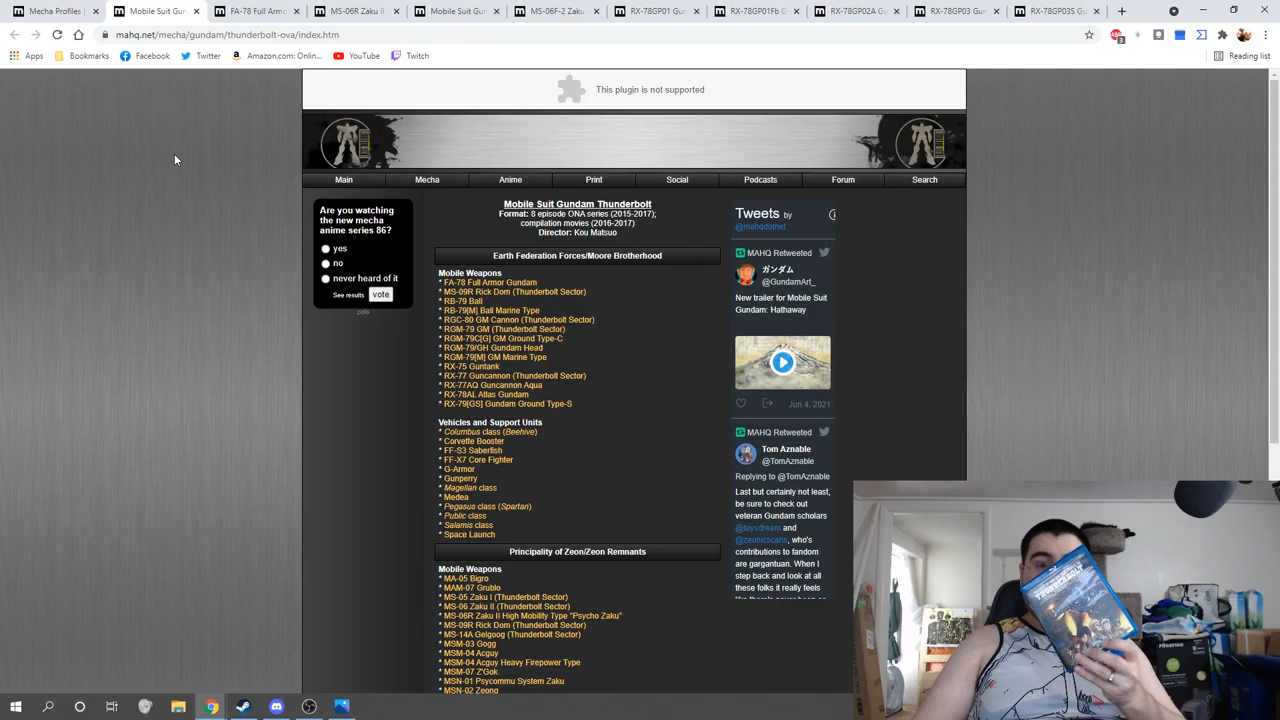 Mecha Profiles
Mobile Suit Gun
FA-78 Full Armor
MS-06R Zaku II
Mobile Suit Gun
MS-06F-2 Zaku
RX-78GP01 Gun
RX-78GP01Fb G
RX-78GP02A Gu
RX-78GP03 Gun
RX-78GP03S Gu
mahq.net/mecha/gundam/thunderbolt-ova/index.htm
3
Apps
Bookmarks
Facebook
Twitter
Amazon.com: Onlin...
YouTube
Twitch
Reading list
This plugin is not supported
Main
Mecha
Anime
Print
Social
Podcasts
Forum
Search
Are you watching
the new mecha
anime series 86?
yes
no
never heard of it
See results
vote
polls
Mobile Suit Gundam Thunderbolt
Format: 8 episode ONA series (2015-2017);
compilation movies (2016-2017)
Director: Kou Matsuo
Earth Federation Forces/Moore Brotherhood
Mobile Weapons
* FA-78 Full Armor Gundam
* MS-09R Rick Dom (Thunderbolt Sector)
* RB-79 Ball
* RB-79[M] Ball Marine Type
* RGC-80 GM Cannon (Thunderbolt Sector)
* RGM-79 GM (Thunderbolt Sector)
* RGM-79C[G] GM Ground Type-C
* RGM-79/GH Gundam Head
* RGM-79[M] GM Marine Type
* RX-75 Guntank
* RX-77 Guncannon (Thunderbolt Sector)
* RX-77AQ Guncannon Aqua
* RX-78AL Atlas Gundam
* RX-79[GS] Gundam Ground Type-S
Vehicles and Support Units
* Columbus class (Beehive)
* Corvette Booster
* FF-S3 Saberfish
* FF-X7 Core Fighter
* G-Armor
* Gunperry
* Magellan class
* Medea
* Pegasus class (Spartan)
* Public class
* Salamis class
* Space Launch
Principality of Zeon/Zeon Remnants
Mobile Weapons
* MA-05 Bigro
* MAM-07 Grublo
* MS-05 Zaku I (Thunderbolt Sector)
* MS-06 Zaku II (Thunderbolt Sector)
* MS-06R Zaku II High Mobility Type "Psycho Zaku"
* MS-09R Rick Dom (Thunderbolt Sector)
* MS-14A Gelgoog (Thunderbolt Sector)
* MSM-03 Gogg
* MSM-04 Acguy
* MSM-04 Acguy Heavy Firepower Type
* MSM-07 Z'Gok
* MSN-01 Psycommu System Zaku
* MSN-02 Zeong
Tweets by
@mahqdotnet
MAHQ Retweeted
ガンダム
@GundamArt_
New trailer for Mobile Suit
Gundam: Hathaway
Jun 4, 2021
MAHQ Retweeted
Tom Aznable
@TomAznable
Replying to @TomAznable
Last but certainly not least,
be sure to check out
veteran Gundam scholars
@toysdream and
@zeonicscans, who's
contributions to fandom
are gargantuan. When I
step back and look at all
these folks it really feels
THUNDERBOLT
Hisense